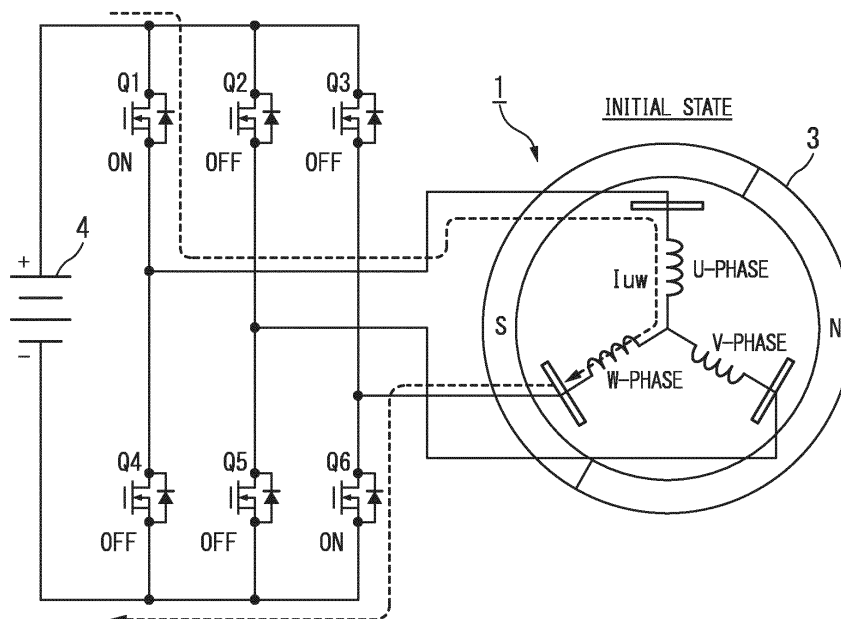 Q1
Q2
Q3
ON
OFF
OFF
1
INITIAL STATE
3
4
+
−
Iuw
U-PHASE
S
N
V-PHASE
W-PHASE
Q4
Q5
Q6
OFF
OFF
ON